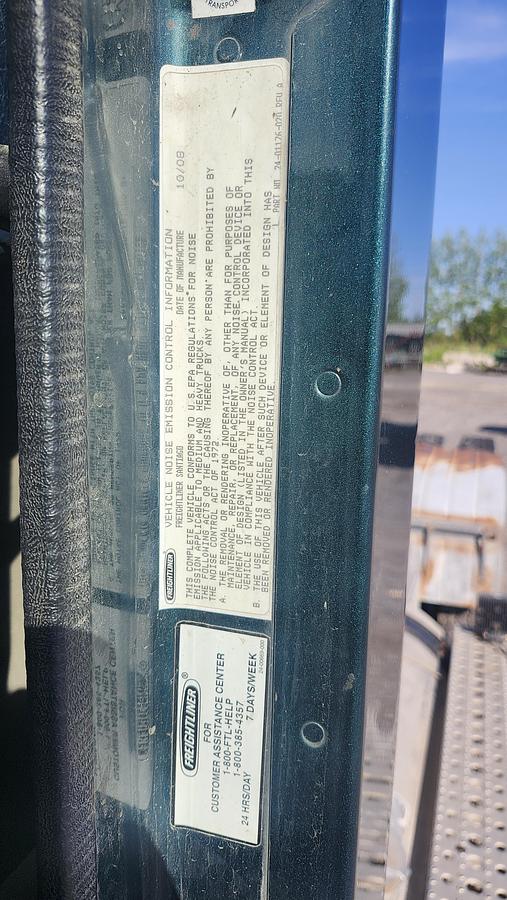 TRANSPOR
FREIGHTLINER
VEHICLE NOISE EMISSION CONTROL INFORMATION
FREIGHTLINER SANTIAGO DATE OF MANUFACTURE 10/08
THIS COMPLETE VEHICLE CONFORMS TO U.S.EPA REGULATIONS FOR NOISE
EMISSION APPLICABLE TO MEDIUM AND HEAVY TRUCKS.
THE FOLLOWING ACTS OR THE CAUSING THEREOF BY ANY PERSON ARE PROHIBITED BY
THE NOISE CONTROL ACT OF 1972.
A. THE REMOVAL OR RENDERING INOPERATIVE OF, OTHER THAN FOR PURPOSES OF
MAINTENANCE, REPAIR, OR REPLACEMENT, OF ANY NOISE CONTROL DEVICE OR
ELEMENT OF DESIGN (LISTED IN THE OWNER'S MANUAL) INCORPORATED INTO THIS
VEHICLE IN COMPLIANCE WITH THE NOISE CONTROL ACT.
B. THE USE OF THIS VEHICLE AFTER SUCH DEVICE OR ELEMENT OF DESIGN HAS
BEEN REMOVED OR RENDERED INOPERATIVE.
PART NO.
FREIGHTLINER®
FOR
CUSTOMER ASSISTANCE CENTER
1-800-FTL-HELP
1-800-385-4357
24 HRS/DAY 7 DAYS/WEEK